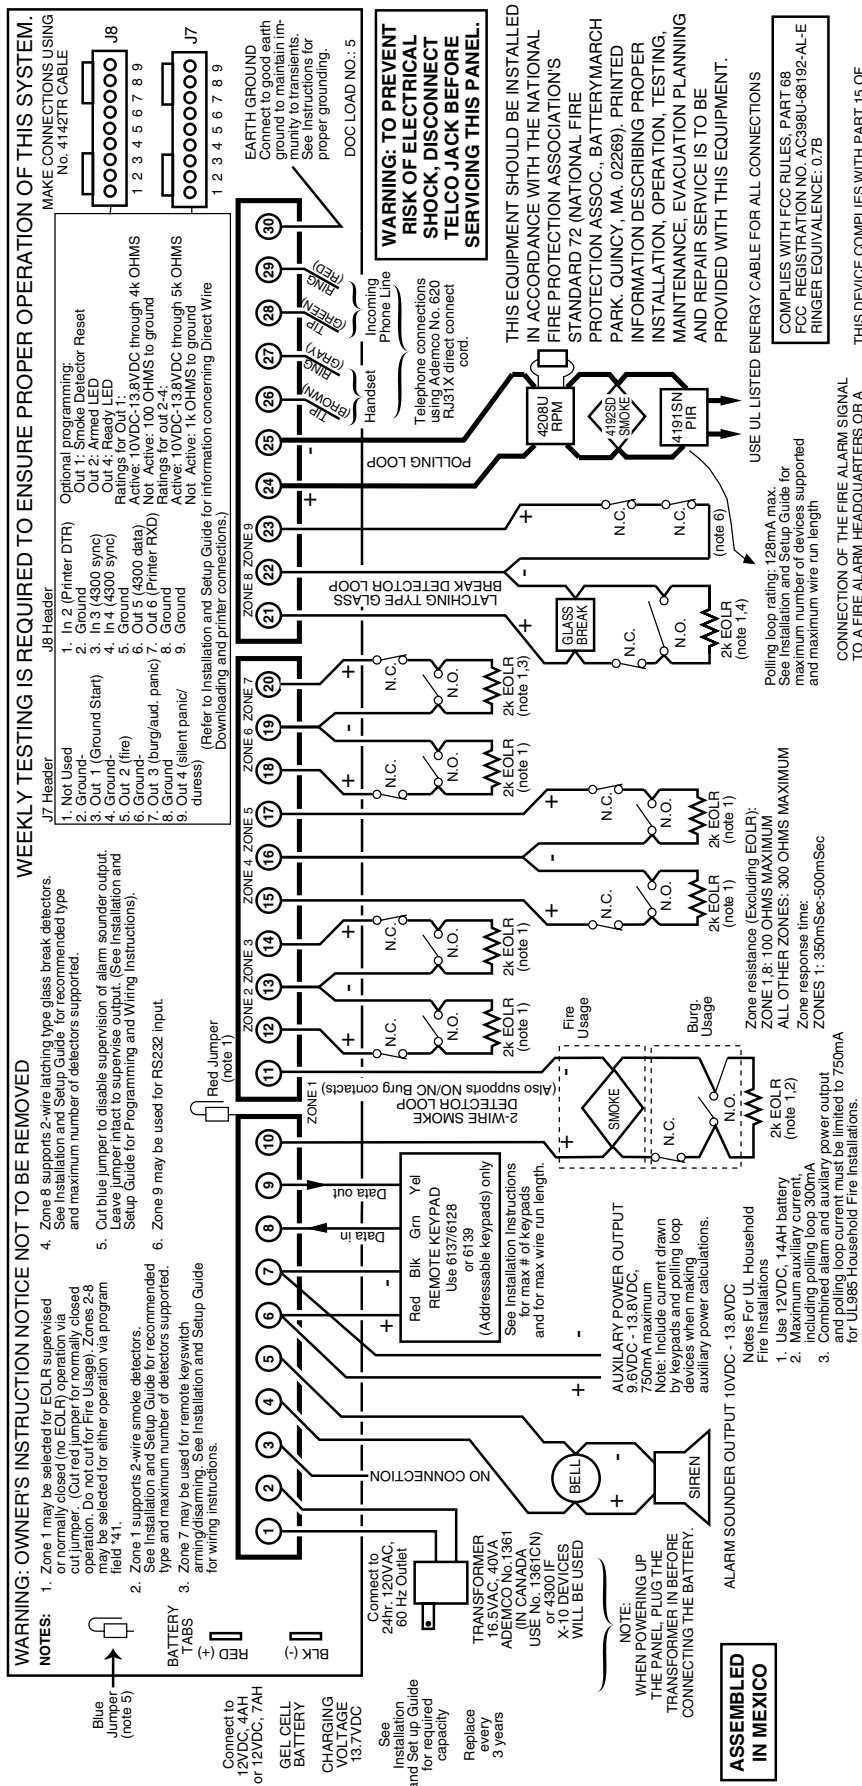 WARNING: OWNER'S INSTRUCTION NOTICE NOT TO BE REMOVED
WEEKLY TESTING IS REQUIRED TO ENSURE PROPER OPERATION OF THIS SYSTEM.
NOTES:
1. Zone 1 may be selected for EOLR supervised
or normally closed (no EOLR) operation via
cut jumper. (Cut red jumper for normally closed
operation. Do not cut for Fire Usage). Zones 2-8
may be selected for either operation via program
field *41.
2. Zone 1 supports 2-wire smoke detectors.
See Installation and Setup Guide for recommended
type and maximum number of detectors supported.
3. Zone 7 may be used for remote keyswitch
arming/disarming. See Installation and Setup Guide
for wiring instructions.
4. Zone 8 supports 2-wire latching type glass break detectors.
See Installation and Setup Guide for recommended type
and maximum number of detectors supported.
5. Cut blue jumper to disable supervision of alarm sounder output.
Leave jumper intact to supervise output. (See Installation and
Setup Guide for Programming and Wiring Instructions).
6. Zone 9 may be used for RS232 input.
J7 Header
1. Not Used
2. Ground-
3. Out 1 (Ground Start)
4. Ground-
5. Out 2 (fire)
6. Ground-
7. Out 3 (burg/aud. panic)
8. Ground
9. Out 4 (silent panic/
duress)
J8 Header
1. In 2 (Printer DTR)
2. Ground
3. In 3 (4300 sync)
4. In 4 (4300 sync)
5. Ground
6. Out 5 (4300 data)
7. Out 6 (Printer RXD)
8. Ground
9. Ground
Optional programming:
Out 1: Smoke Detector Reset
Out 2: Armed LED
Out 4: Ready LED
Ratings for Out 1:
Active: 10VDC-13.8VDC through 4k OHMS
Not Active: 100 OHMS to ground
Ratings for out 2-4:
Active: 10VDC-13.8VDC through 5k OHMS
Not Active: 1k OHMS to ground
(Refer to Installation and Setup Guide for information concerning Direct Wire
Downloading and printer connections.)
MAKE CONNECTIONS USING
No. 4142TR CABLE
J8
1 2 3 4 5 6 7 8 9
J7
1 2 3 4 5 6 7 8 9
EARTH GROUND
Connect to good earth
ground to maintain im-
munity to transients.
See Instructions for
proper grounding.
DOC LOAD NO.: 5
Blue
Jumper
(note 5)
BATTERY
TABS
RED (+)
BLK (-)
Red Jumper
(note 1)
1 2 3 4 5 6 7 8 9 10
11 12 13 14 15 16 17 18 19 20
21 22 23 24 25 26 27 28 29 30
ZONE 1
ZONE 2
ZONE 3
ZONE 4
ZONE 5
ZONE 6
ZONE 7
ZONE 8
ZONE 9
Connect to
12VDC, 4AH
or 12VDC, 7AH
GEL CELL
BATTERY
CHARGING
VOLTAGE
13.7VDC
See
Installation
and Set up Guide
for required
capacity
Replace
every
3 years
Connect to
24hr. 120VAC,
60 Hz Outlet
TRANSFORMER
16.5VAC, 40VA
ADEMCO No.1361
(IN CANADA
USE No. 1361CN)
or 4300 IF
X-10 DEVICES
WILL BE USED
NOTE:
WHEN POWERING UP
THE PANEL, PLUG THE
TRANSFORMER IN BEFORE
CONNECTING THE BATTERY.
ASSEMBLED
IN MEXICO
NO CONNECTION
BELL
+ -
SIREN
ALARM SOUNDER OUTPUT 10VDC - 13.8VDC
+ -
AUXILARY POWER OUTPUT
9.6VDC - 13.8VDC,
750mA maximum
Note: Include current drawn
by keypads and polling loop
devices when making
auxiliary power calculations.
Notes For UL Household
Fire Installations
1. Use 12VDC, 14AH battery
2. Maximum auxiliary current,
including polling loop 300mA
3. Combined alarm and auxilary power output
and polling loop current must be limited to 750mA
for UL985 Household Fire Installations.
+ -
Data in
Data out
Red Blk Grn Yel
REMOTE KEYPAD
Use 6137/6128
or 6139
(Addressable keypads) only
See Installation Instructions
for max # of keypads
and for max wire run length.
2-WIRE SMOKE
DETECTOR LOOP
(Also supports NO/NC Burg contacts)
+ -
SMOKE
Fire
Usage
N.C.
N.O.
Burg.
Usage
2k EOLR
(note 1,2)
+
N.C.
N.O.
2k EOLR
(note 1)
-
+
N.C.
N.O.
2k EOLR
(note 1)
+
N.C.
N.O.
2k EOLR
(note 1)
-
+
N.C.
N.O.
2k EOLR
(note 1)
+
N.C.
N.O.
2k EOLR
(note 1)
-
+
N.C.
N.O.
2k EOLR
(note 1,3)
Zone resistance (Excluding EOLR):
ZONE 1,8: 100 OHMS MAXIMUM
ALL OTHER ZONES: 300 OHMS MAXIMUM
Zone response time:
ZONES 1: 350mSec-500mSec
LATCHING TYPE GLASS
BREAK DETECTOR LOOP
+
GLASS
BREAK
N.C.
N.O.
2k EOLR
(note 1,4)
-
+
N.C.
N.C.
(note 6)
+ -
POLLING LOOP
4208U
RPM
4192SD
SMOKE
4191SN
PIR
Polling loop rating: 128mA max.
See Installation and Setup Guide for
maximum number of devices supported
and maximum wire run length
TIP
(BROWN)
RING
(GRAY)
TIP
(GREEN)
RING
(RED)
Handset
Incoming
Phone Line
Telephone connections
using Ademco No. 620
RJ31X direct connect
cord.
WARNING: TO PREVENT
RISK OF ELECTRICAL
SHOCK, DISCONNECT
TELCO JACK BEFORE
SERVICING THIS PANEL.
THIS EQUIPMENT SHOULD BE INSTALLED
IN ACCORDANCE WITH THE NATIONAL
FIRE PROTECTION ASSOCIATION'S
STANDARD 72 (NATIONAL FIRE
PROTECTION ASSOC., BATTERYMARCH
PARK. QUINCY, MA. 02269). PRINTED
INFORMATION DESCRIBING PROPER
INSTALLATION, OPERATION, TESTING,
MAINTENANCE, EVACUATION PLANNING
AND REPAIR SERVICE IS TO BE
PROVIDED WITH THIS EQUIPMENT.
USE UL LISTED ENERGY CABLE FOR ALL CONNECTIONS
COMPLIES WITH FCC RULES, PART 68
FCC REGISTRATION NO. AC398U-68192-AL-E
RINGER EQUIVALENCE: 0.7B
CONNECTION OF THE FIRE ALARM SIGNAL
TO A FIRE ALARM HEADQUARTERS OR A
THIS DEVICE COMPLIES WITH PART 15 OF